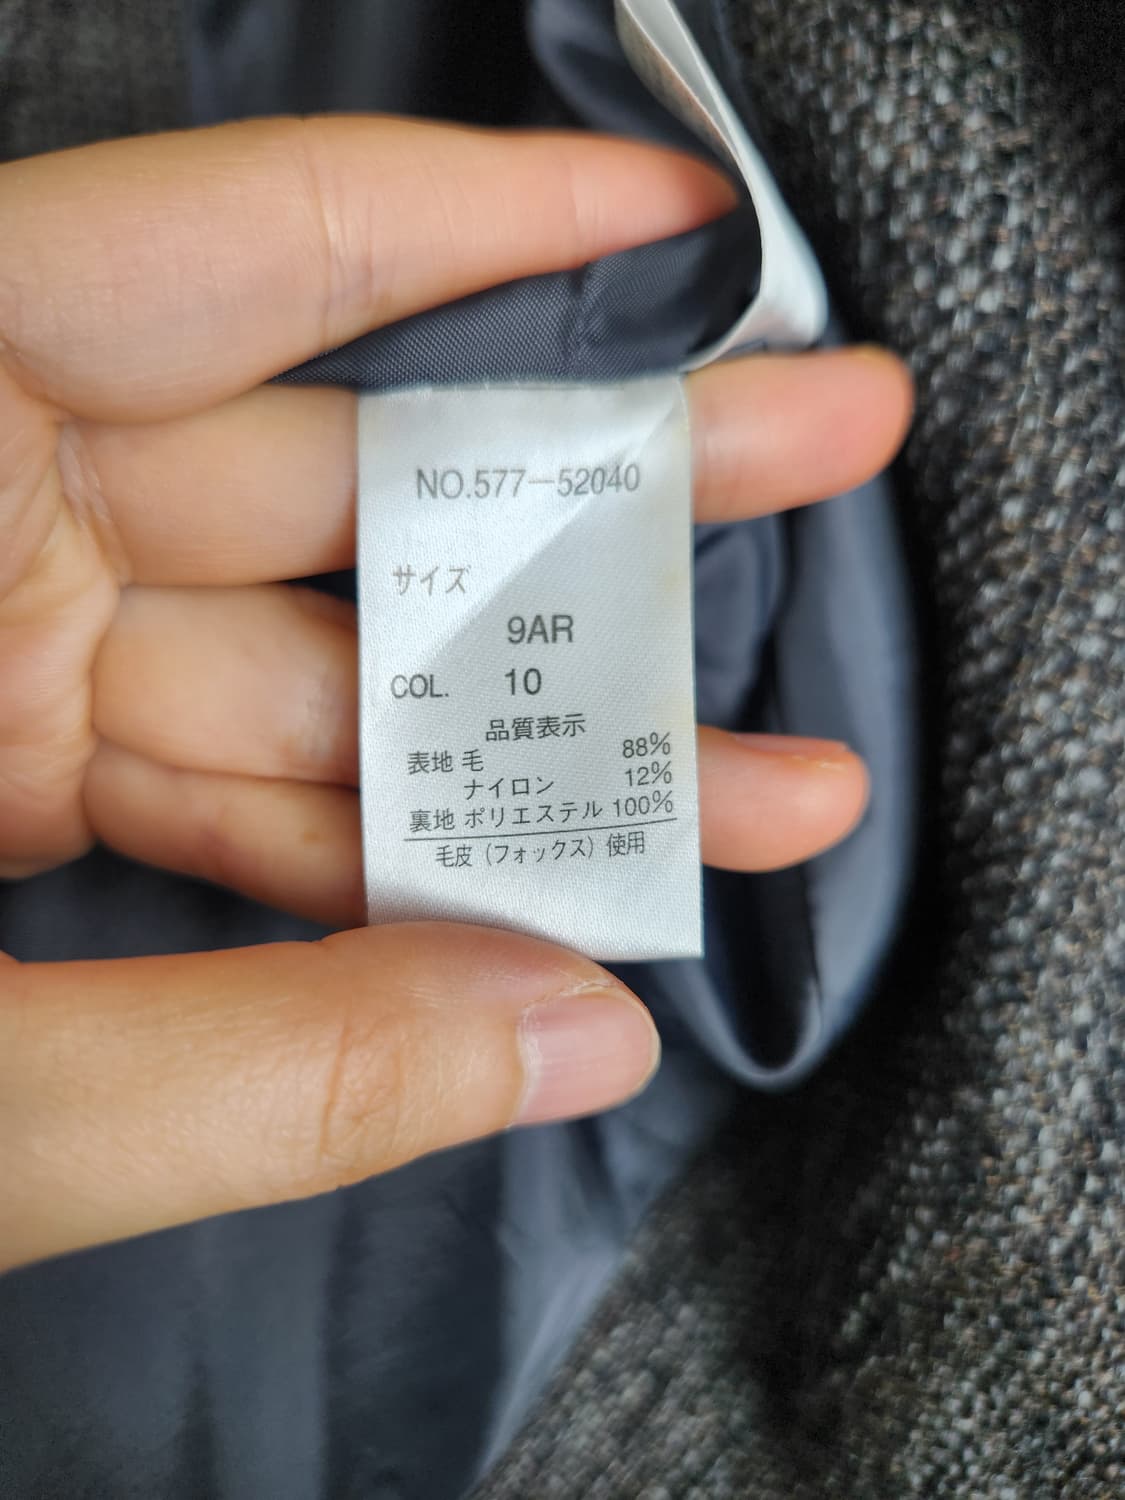 NO.577-52040
サイズ
9AR
COL. 10
品質表示
表地 毛 88%
ナイロン 12%
裏地 ポリエステル 100%
毛皮（フォックス）使用